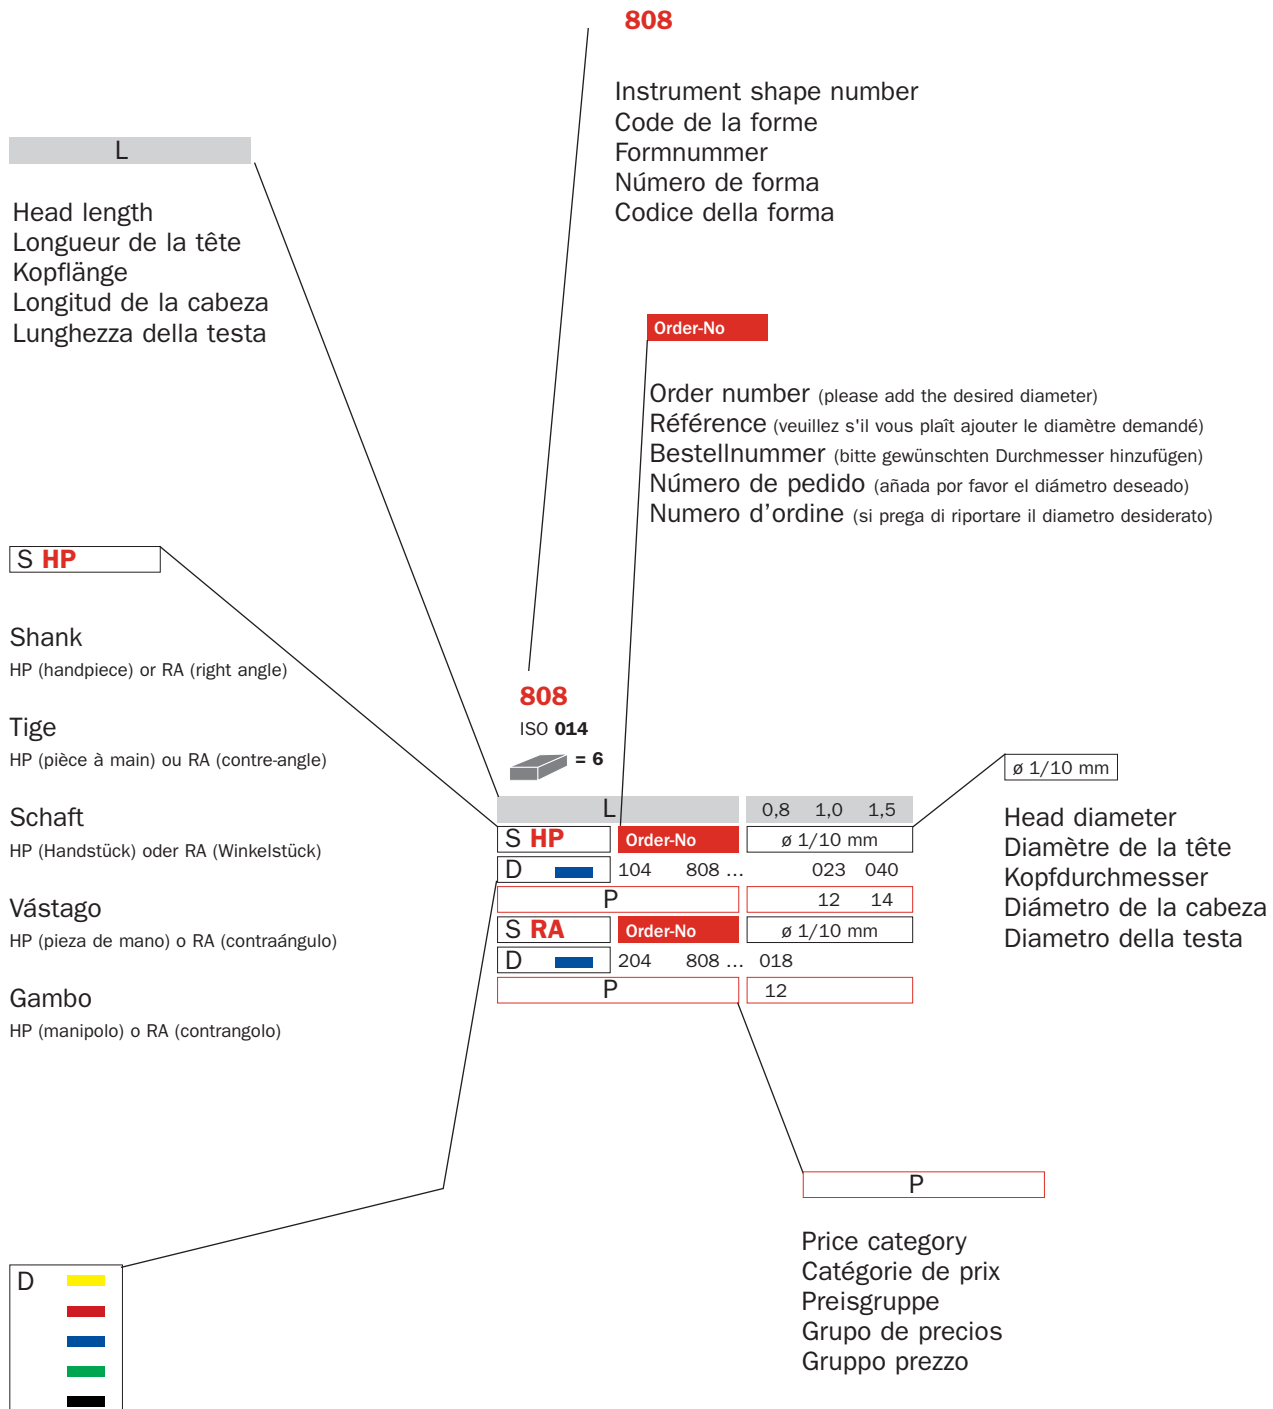 808
Instrument shape number
Code de la forme
Formnummer
Número de forma
Codice della forma
L
Head length
Longueur de la tête
Kopflänge
Longitud de la cabeza
Lunghezza della testa
Order-No
Order number (please add the desired diameter)
Référence (veuillez s'il vous plaît ajouter le diamètre demandé)
Bestellnummer (bitte gewünschten Durchmesser hinzufügen)
Número de pedido (añada por favor el diámetro deseado)
Numero d’ordine (si prega di riportare il diametro desiderato)
S HP
Shank
HP (handpiece) or RA (right angle)
Tige
HP (pièce à main) ou RA (contre-angle)
Schaft
HP (Handstück) oder RA (Winkelstück)
Vástago
HP (pieza de mano) o RA (contraángulo)
Gambo
HP (manipolo) o RA (contrangolo)
808
ISO 014
= 6
L 0,8 1,0 1,5
S HP Order-No ø 1/10 mm
D 104 808 ... 023 040
P 12 14
S RA Order-No ø 1/10 mm
D 204 808 ... 018
P 12
ø 1/10 mm
Head diameter
Diamètre de la tête
Kopfdurchmesser
Diámetro de la cabeza
Diametro della testa
P
Price category
Catégorie de prix
Preisgruppe
Grupo de precios
Gruppo prezzo
D